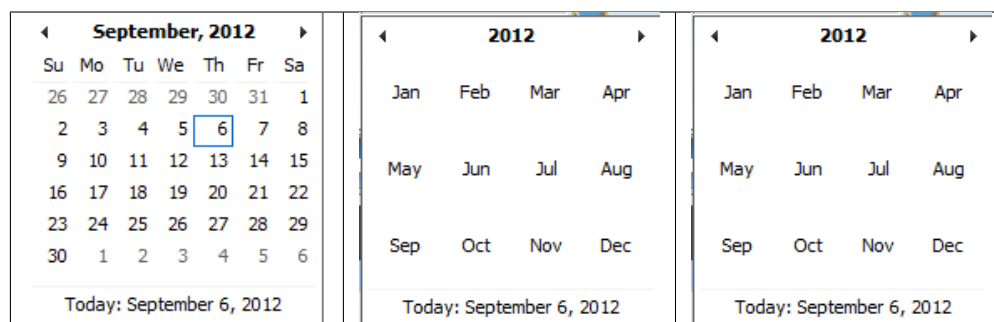 September, 2012
Su Mo Tu We Th Fr Sa
26 27 28 29 30 31 1
2 3 4 5 6 7 8
9 10 11 12 13 14 15
16 17 18 19 20 21 22
23 24 25 26 27 28 29
30 1 2 3 4 5 6
Today: September 6, 2012
2012
Jan Feb Mar Apr
May Jun Jul Aug
Sep Oct Nov Dec
Today: September 6, 2012
2012
Jan Feb Mar Apr
May Jun Jul Aug
Sep Oct Nov Dec
Today: September 6, 2012